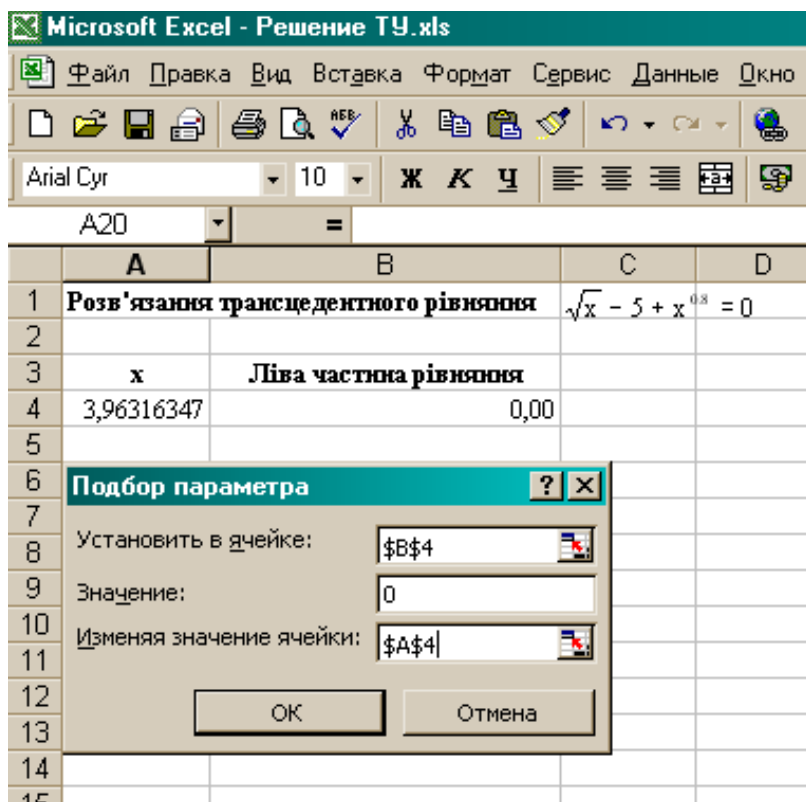 Microsoft Excel - Решение ТУ.xls
Файл Правка Вид Вставка Формат Сервис Данные Окно
АБВ
Arial Cyr 10 Ж К Ч a
A20 =
A B C D
1 Розв'язання трансцедентного рівняння √x - 5 + x^0.8 = 0
2
3 x Ліва частина рівняння
4 3,96316347 0,00
5
6
Подбор параметра ? ×
7
Установить в ячейке: $B$4
8
9 Значение: 0
10
Изменяя значение ячейки: $A$4
11
12
OK Отмена
13
14
15